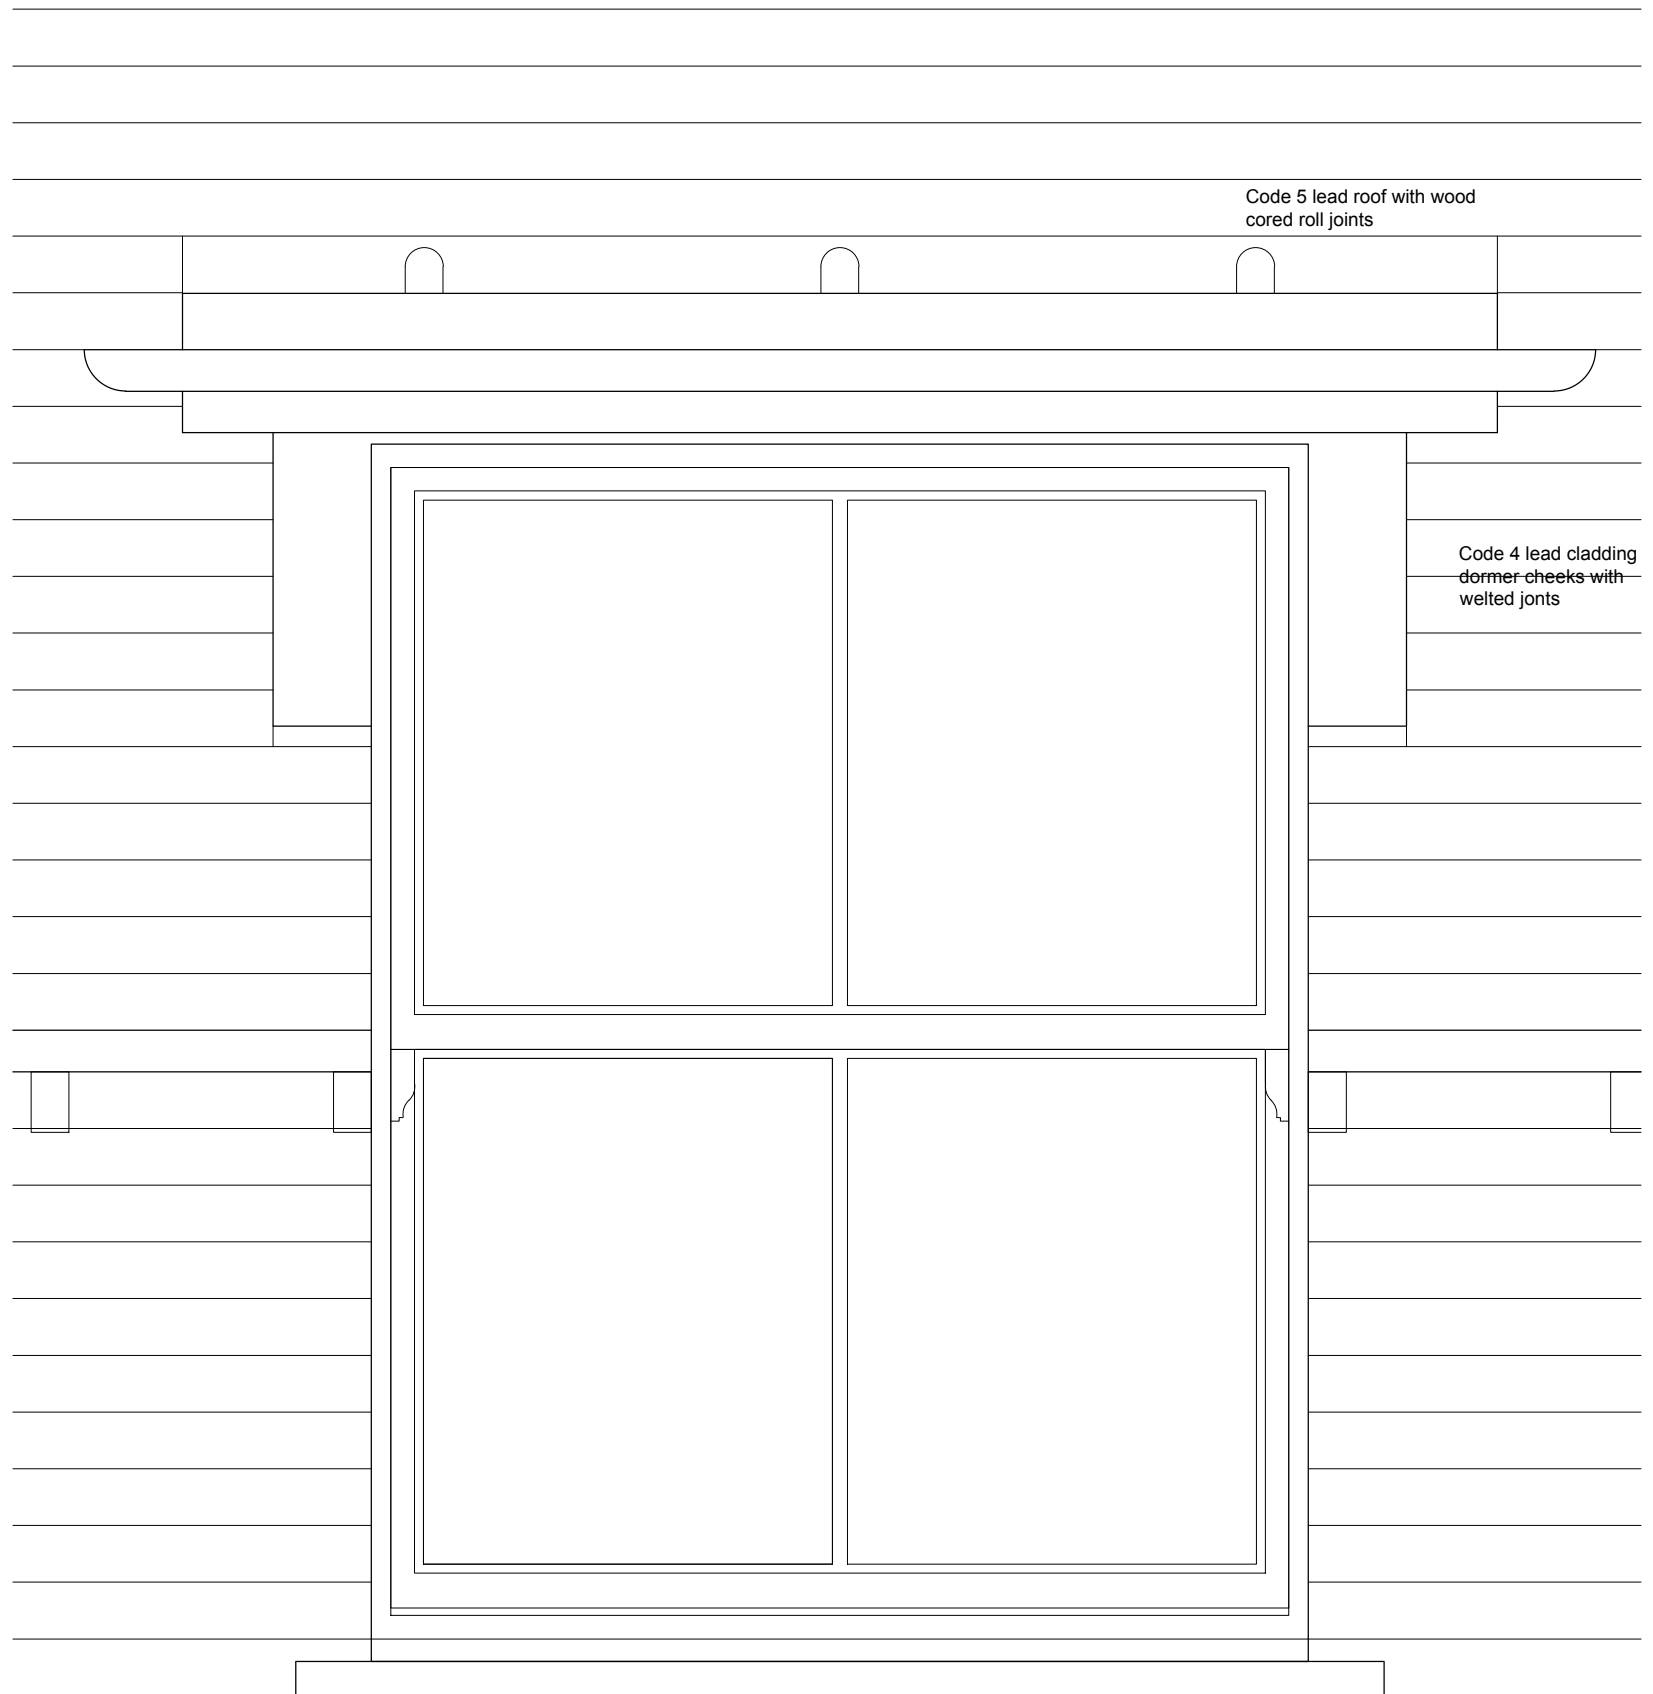 Code 5 lead roof with wood
cored roll joints
Code 4 lead cladding
dormer cheeks with
welted jonts